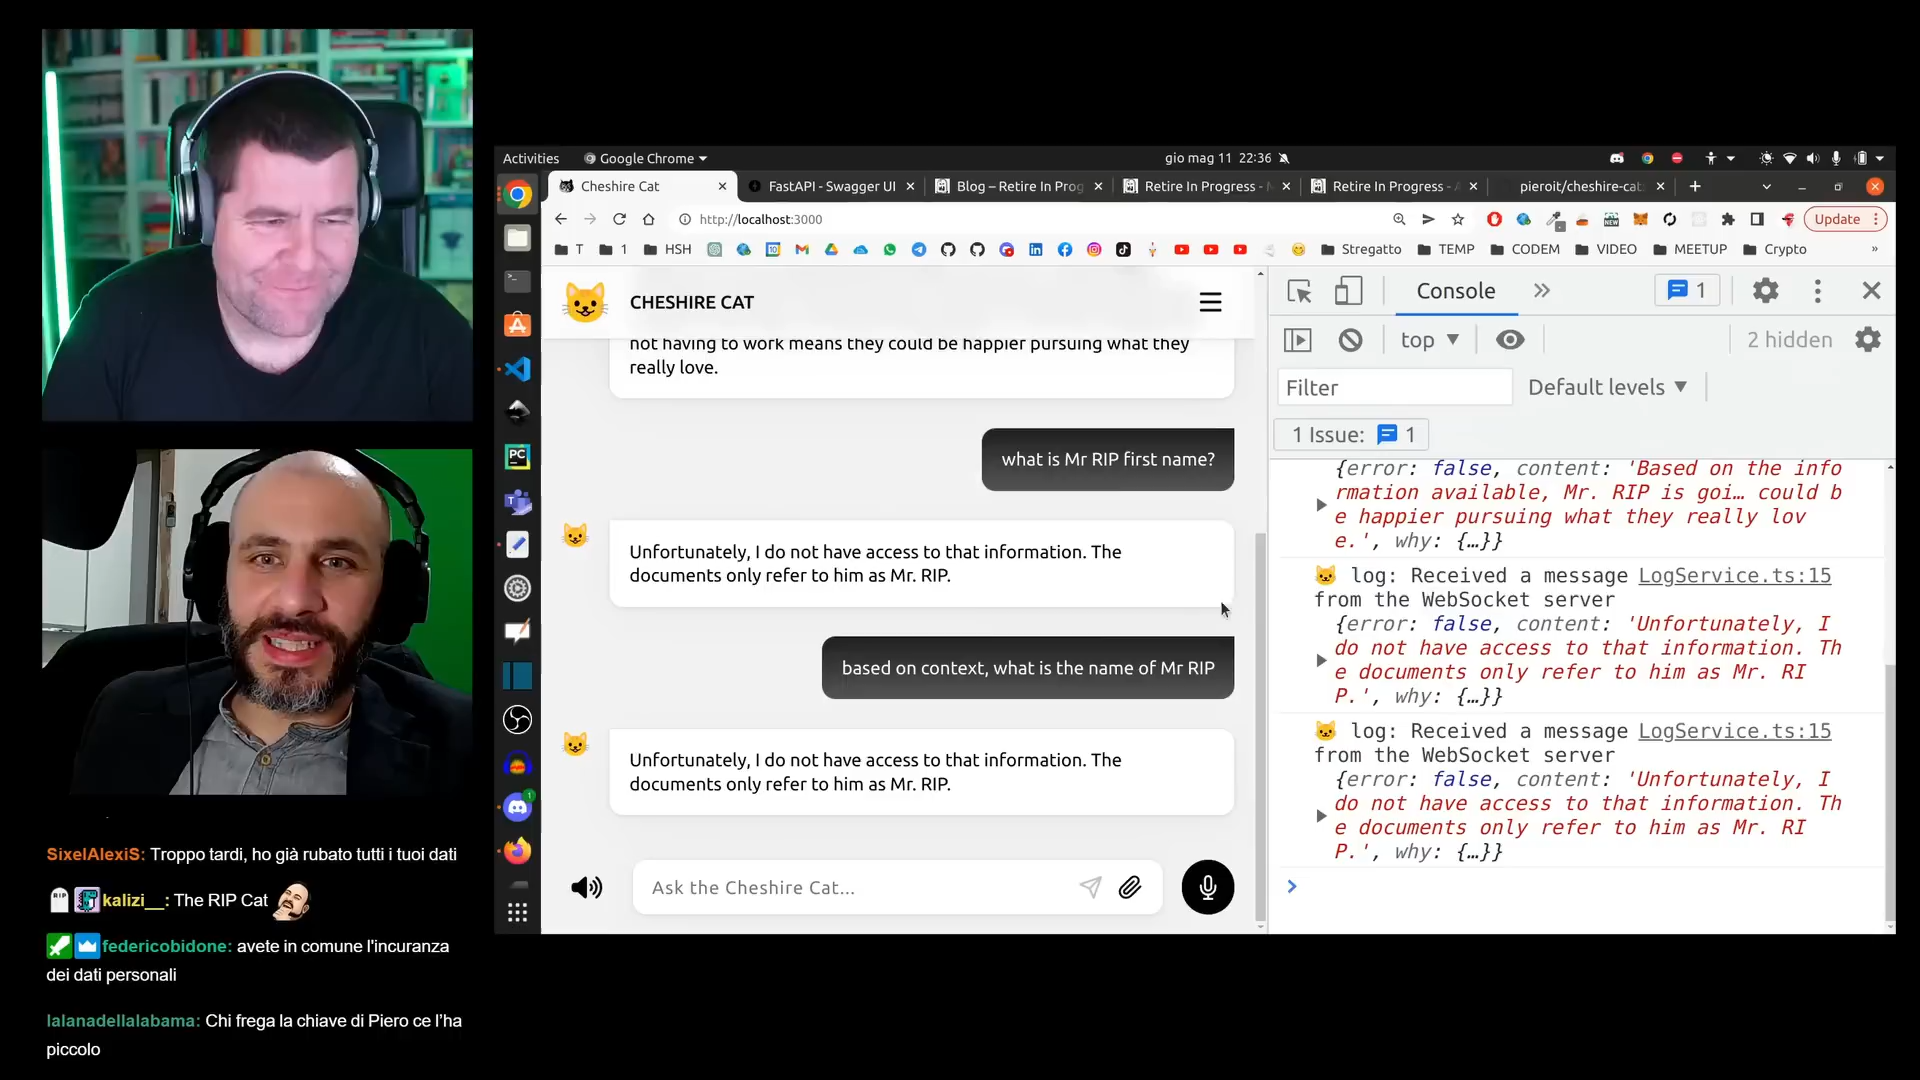 Activities
Google Chrome
gio mag 11 22:36
Cheshire Cat
FastAPI - Swagger UI
Blog – Retire In Prog
Retire In Progress -
Retire In Progress -
pieroit/cheshire-cat
http://localhost:3000
Update
T
1
HSH
Stregatto
TEMP
CODEM
VIDEO
MEETUP
Crypto
»
CHESHIRE CAT
not having to work means they could be happier pursuing what they
really love.
what is Mr RIP first name?
Unfortunately, I do not have access to that information. The
documents only refer to him as Mr. RIP.
based on context, what is the name of Mr RIP
Unfortunately, I do not have access to that information. The
documents only refer to him as Mr. RIP.
Ask the Cheshire Cat...
Console
1
top
2 hidden
Filter
Default levels
1 Issue: 1
{error: false, content: 'Based on the info
rmation available, Mr. RIP is goi… could b
e happier pursuing what they really lov
e.', why: {…}}
log: Received a message LogService.ts:15
from the WebSocket server
{error: false, content: 'Unfortunately, I
do not have access to that information. Th
e documents only refer to him as Mr. RI
P.', why: {…}}
log: Received a message LogService.ts:15
from the WebSocket server
{error: false, content: 'Unfortunately, I
do not have access to that information. Th
e documents only refer to him as Mr. RI
P.', why: {…}}
SixelAlexiS: Troppo tardi, ho già rubato tutti i tuoi dati
kalizi__: The RIP Cat
federicobidone: avete in comune l'incuranza
dei dati personali
lalanadellalabama: Chi frega la chiave di Piero ce l'ha
piccolo